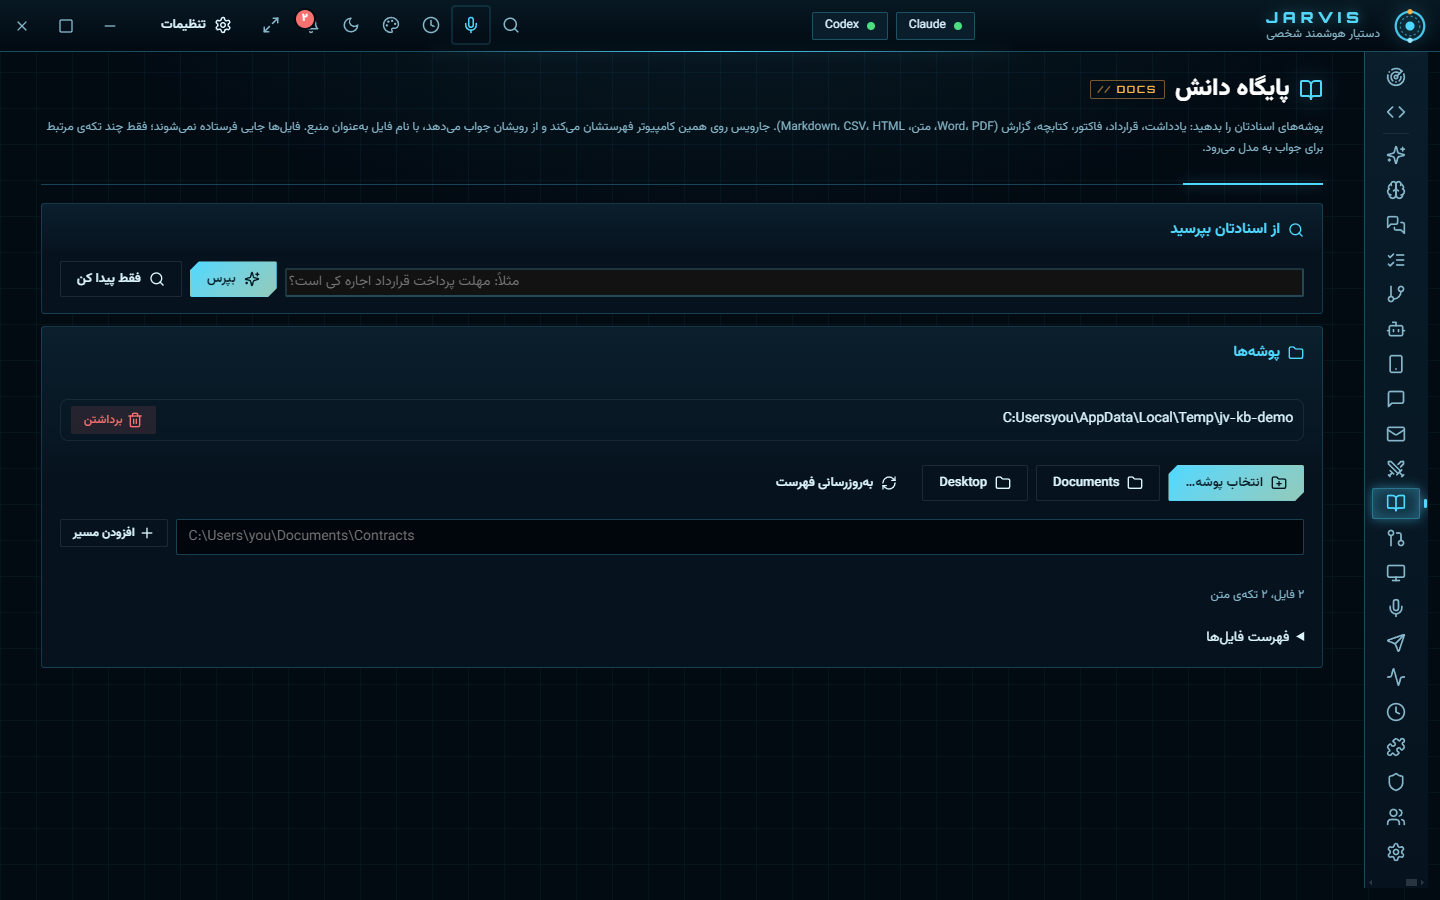 JARVIS
دستیار هوشمند شخصی
Claude
Codex
۲
تنظیمات
پایگاه دانش
// DOCS
پوشه‌های اسنادتان را بدهید: یادداشت، قرارداد، فاکتور، کتابچه، گزارش (Word، PDF، متن، Markdown، CSV، HTML). جارویس روی همین کامپیوتر فهرستشان می‌کند و از رویشان جواب می‌دهد، با نام فایل به‌عنوان منبع. فایل‌ها جایی فرستاده نمی‌شوند؛ فقط چند تکه‌ی مرتبط
برای جواب به مدل می‌رود.
از اسنادتان بپرسید
مثلاً: مهلت پرداخت قرارداد اجاره کی است؟
بپرس
فقط پیدا کن
پوشه‌ها
C:Usersyou\AppData\Local\Temp\jv-kb-demo
برداشتن
انتخاب پوشه...
Documents
Desktop
به‌روزرسانی فهرست
C:\Users\you\Documents\Contracts
افزودن مسیر
۲ فایل، ۲ تکه‌ی متن
فهرست فایل‌ها